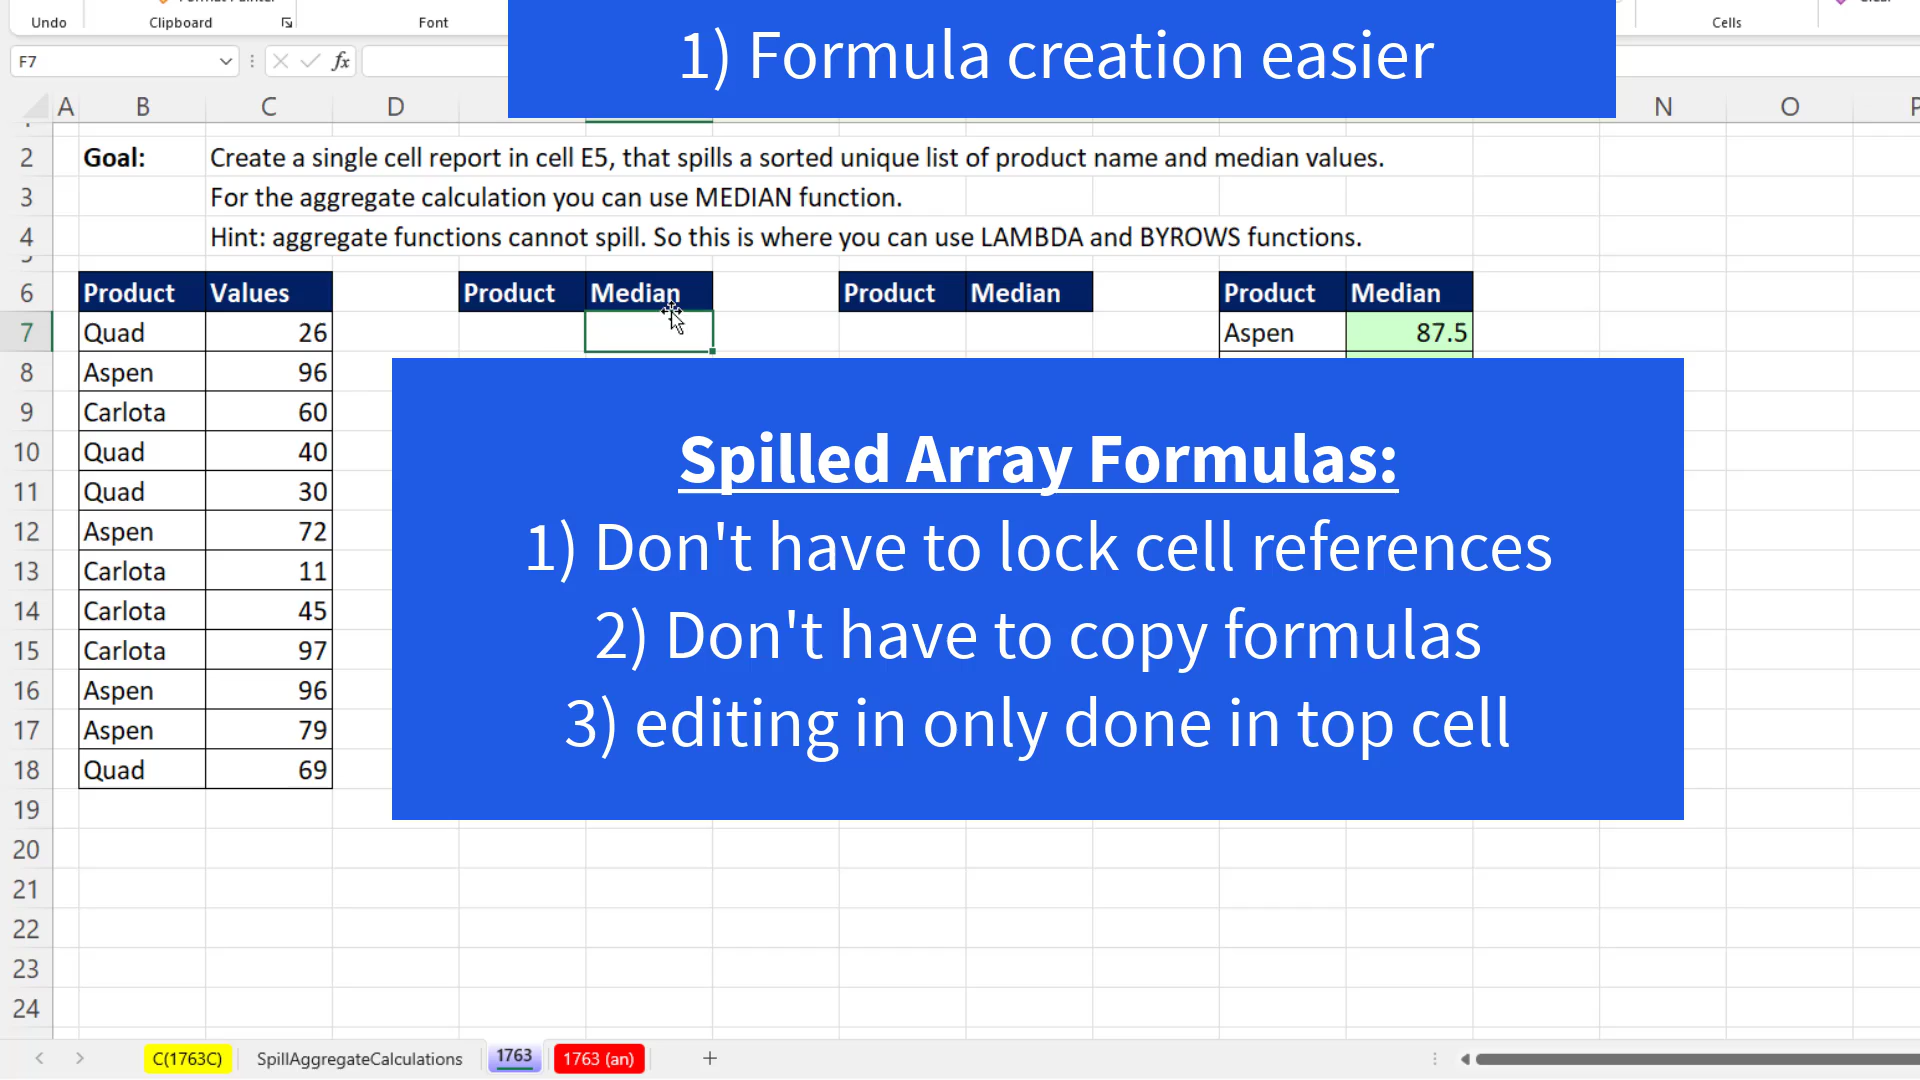 Undo
Clipboard
Font
Cells
F7
fx
1) Formula creation easier
A B C D N O
2 Goal: Create a single cell report in cell E5, that spills a sorted unique list of product name and median values.
3 For the aggregate calculation you can use MEDIAN function.
4 Hint: aggregate functions cannot spill. So this is where you can use LAMBDA and BYROWS functions.
6 Product Values Product Median Product Median Product Median
7 Quad 26 Aspen 87.5
8 Aspen 96
9 Carlota 60
10 Quad 40
11 Quad 30
12 Aspen 72
13 Carlota 11
14 Carlota 45
15 Carlota 97
16 Aspen 96
17 Aspen 79
18 Quad 69
19
20
21
22
23
24
Spilled Array Formulas:
1) Don't have to lock cell references
2) Don't have to copy formulas
3) editing in only done in top cell
C(1763C) SpillAggregateCalculations 1763 1763 (an)